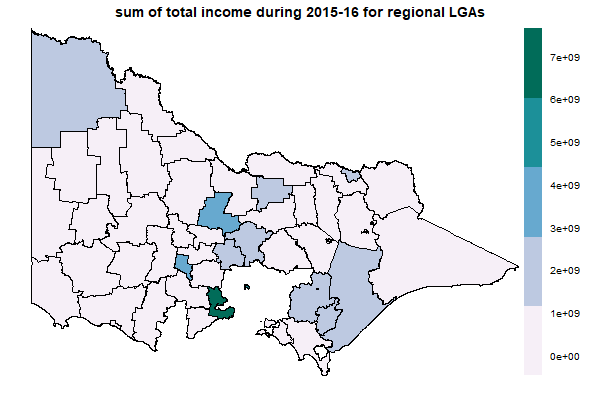 sum of total income during 2015-16 for regional LGAs
7e+09
6e+09
5e+09
4e+09
3e+09
2e+09
1e+09
0e+00